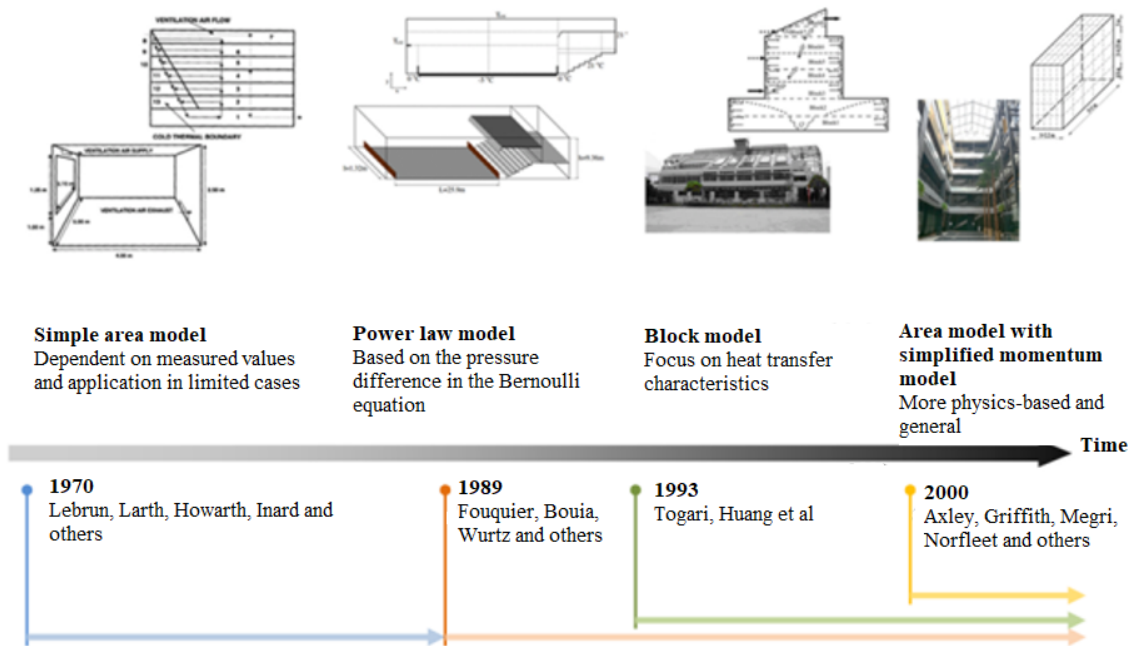 VENTILATION AIR FLOW
COLD THERMAL BOUNDARY
VENTILATION AIR SUPPLY
VENTILATION AIR EXHAUST
Simple area model
Dependent on measured values
and application in limited cases
Power law model
Based on the pressure
difference in the Bernoulli
equation
Block model
Focus on heat transfer
characteristics
Area model with
simplified momentum
model
More physics-based and
general
Time
1970
Lebrun, Larth, Howarth, Inard and
others
1989
Fouquier, Bouia,
Wurtz and others
1993
Togari, Huang et al
2000
Axley, Griffith, Megri,
Norfleet and others